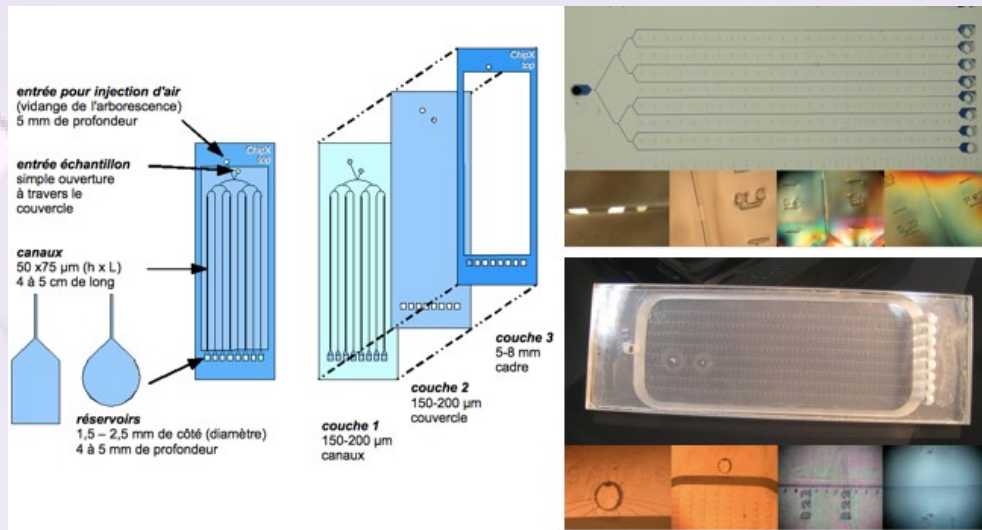 entrée pour injection d'air
(vidange de l'arborescence)
5 mm de profondeur
ChipX
top
entrée échantillon
simple ouverture
à travers le
couvercle
canaux
50 x75 µm (h x L)
4 à 5 cm de long
réservoirs
1,5 – 2,5 mm de côté (diamètre)
4 à 5 mm de profondeur
ChipX
top
couche 3
5-8 mm
cadre
couche 2
150-200 µm
couvercle
couche 1
150-200 µm
canaux